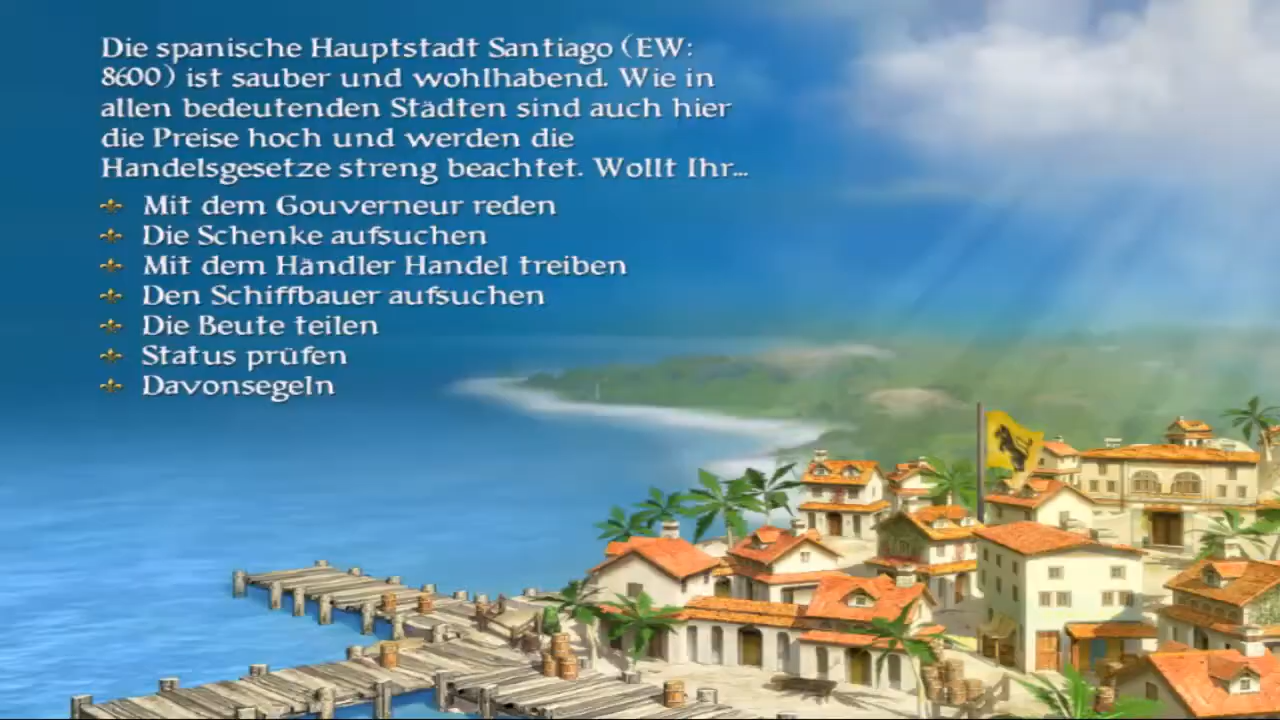 Die spanische Hauptstadt Santiago (EW:
8600) ist sauber und wohlhabend. Wie in
allen bedeutenden Städten sind auch hier
die Preise hoch und werden die
Handelsgesetze streng beachtet. Wollt Ihr...
Mit dem Gouverneur reden
Die Schenke aufsuchen
Mit dem Händler Handel treiben
Den Schiffbauer aufsuchen
Die Beute teilen
Status prüfen
Davonsegeln